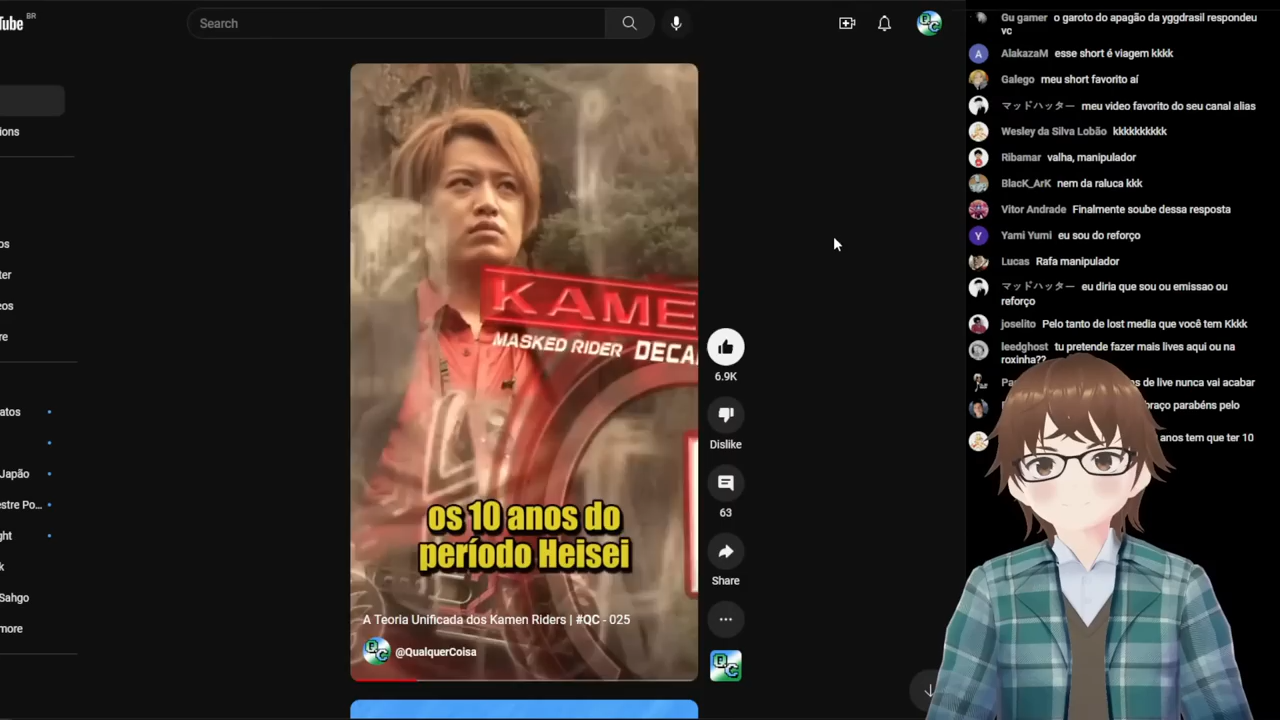 Tube BR
Search
ions
os
ter
eos
re
atos
Japão
estre Po...
ght
k
Sahgo
more
KAME
MASKED RIDER DECA
os 10 anos do
período Heisei
A Teoria Unificada dos Kamen Riders | #QC - 025
QC @QualquerCoisa
6.9K
Dislike
63
Share
QC
Gu gamer o garoto do apagão da yggdrasil respondeu
vc
A AlakazaM esse short é viagem kkkk
Galego meu short favorito aí
マッドハッター meu video favorito do seu canal alias
Wesley da Silva Lobão kkkkkkkkkk
Ribamar valha, manipulador
BlacK_ArK nem da raluca kkk
Vitor Andrade Finalmente soube dessa resposta
Y Yami Yumi eu sou do reforço
Lucas Rafa manipulador
マッドハッター eu diria que sou ou emissao ou
reforço
joselito Pelo tanto de lost media que você tem Kkkk
leedghost tu pretende fazer mais lives aqui ou na
roxinha??
s de live nunca vai acabar
raço parabéns pelo
anos tem que ter 10